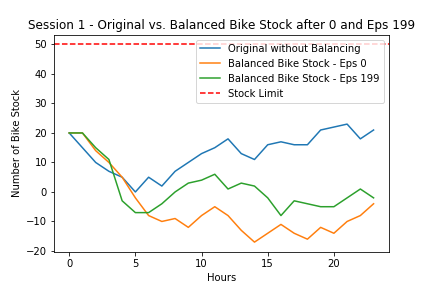 Session 1 - Original vs. Balanced Bike Stock after 0 and Eps 199
Original without Balancing
Balanced Bike Stock - Eps 0
Balanced Bike Stock - Eps 199
Stock Limit
Number of Bike Stock
50
40
30
20
10
0
−10
−20
0
5
10
15
20
Hours